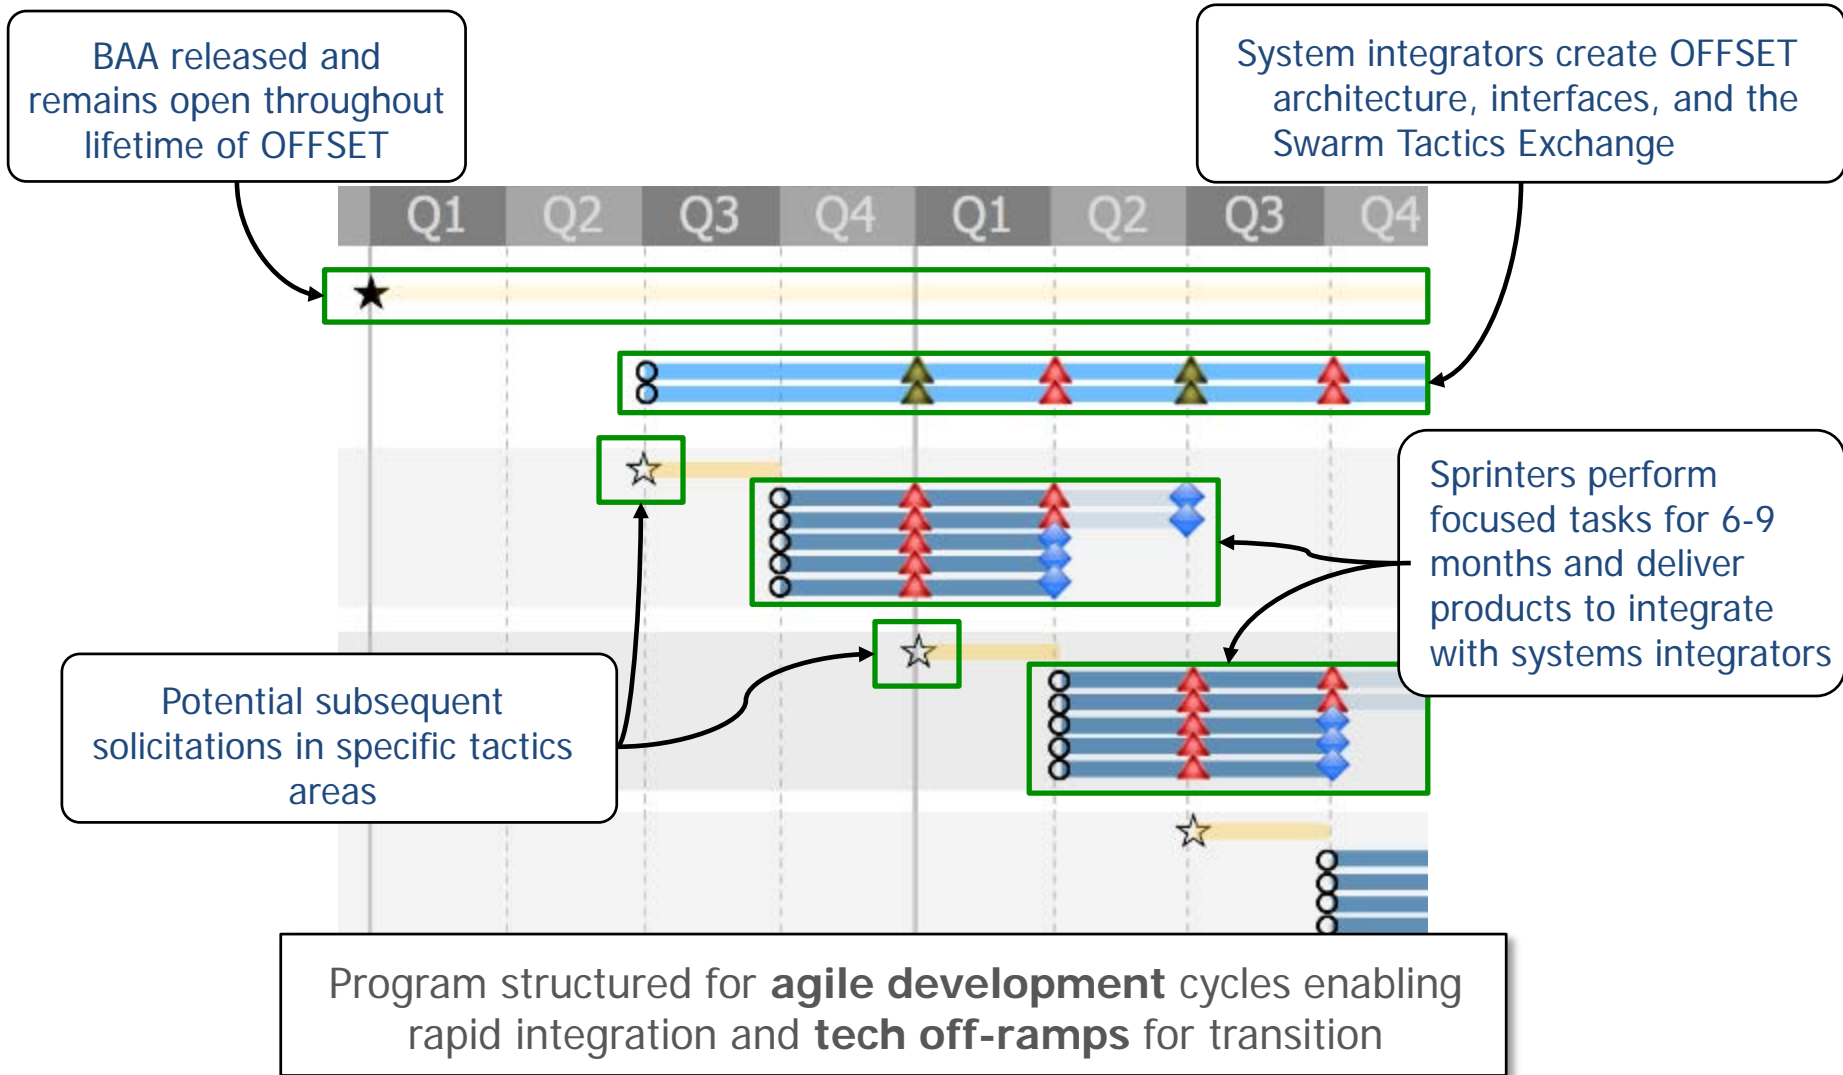 BAA released and
remains open throughout
lifetime of OFFSET
System integrators create OFFSET
architecture, interfaces, and the
Swarm Tactics Exchange
Q1 Q2 Q3 Q4 Q1 Q2 Q3 Q4
Sprinters perform
focused tasks for 6-9
months and deliver
products to integrate
with systems integrators
Potential subsequent
solicitations in specific tactics
areas
Program structured for agile development cycles enabling
rapid integration and tech off-ramps for transition